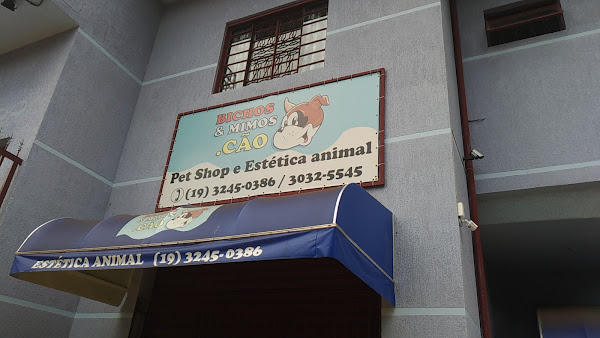 BICHOS
& MIMOS
.CÃO
Pet Shop e Estética animal
(19) 3245-0386 / 3032-5545
ESTÉTICA ANIMAL (19) 3245-0386